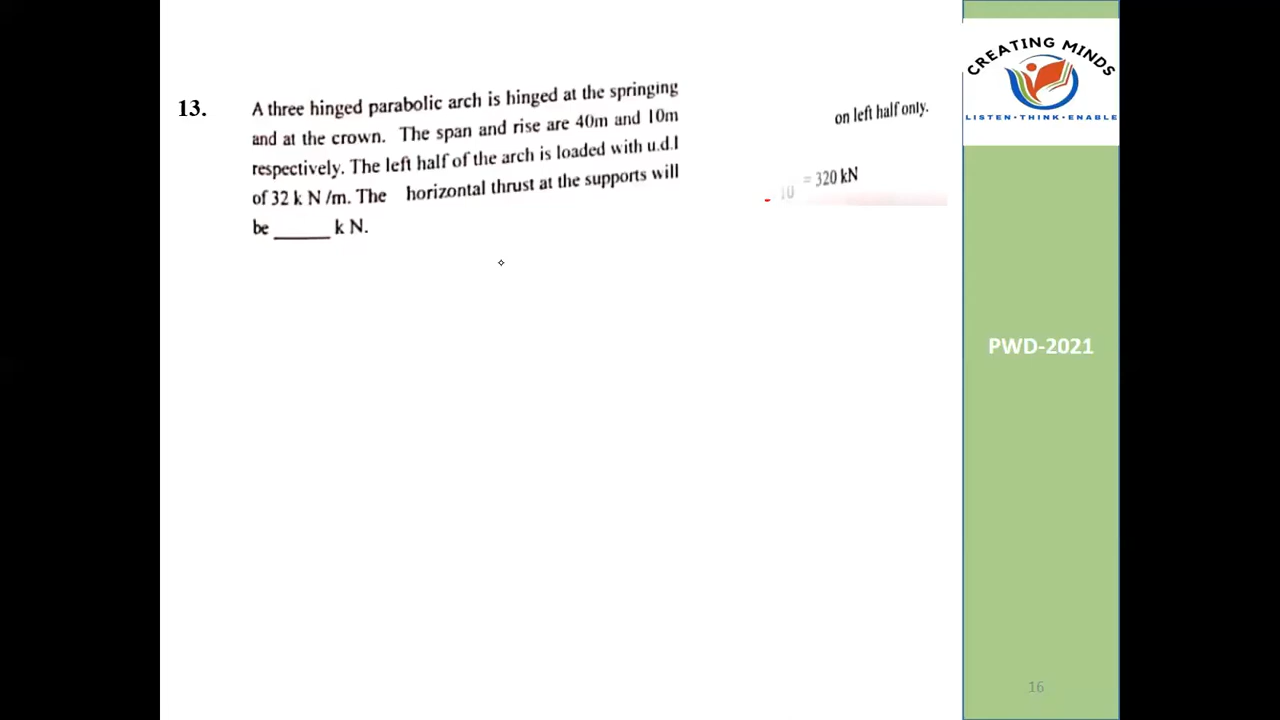 13.
A three hinged parabolic arch is hinged at the springing
and at the crown. The span and rise are 40m and 10m
respectively. The left half of the arch is loaded with u.d.l
of 32 k N /m. The horizontal thrust at the supports will
be ______ k N.
on left half only.
10 = 320 kN
CREATING MINDS
LISTEN•THINK•ENABLE
PWD-2021
16